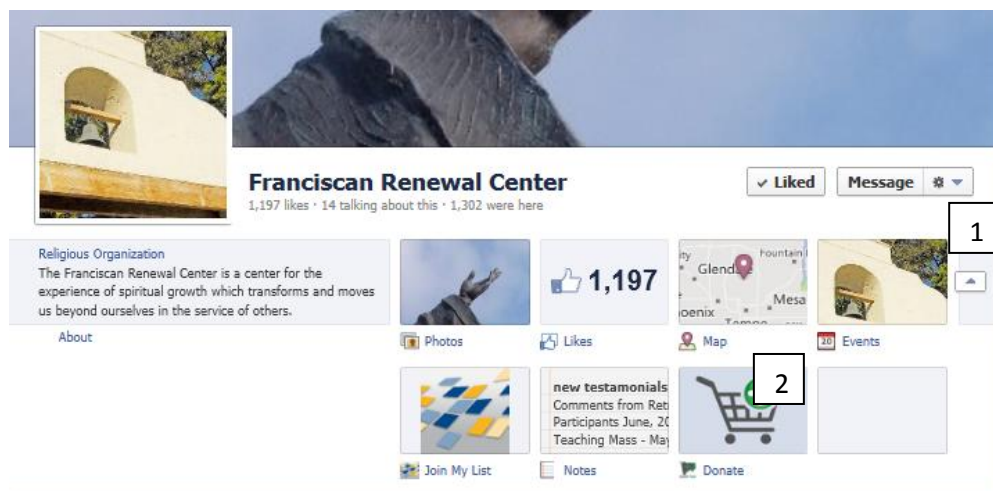 Franciscan Renewal Center
1,197 likes · 14 talking about this · 1,302 were here
Liked
Message
1
Religious Organization
The Franciscan Renewal Center is a center for the
experience of spiritual growth which transforms and moves
us beyond ourselves in the service of others.
About
1,197
Fountain
Glendale
Mesa
Photos
Likes
Map
20
Events
2
new testamonials
Comments from
Participants June,
Teaching Mass -
Join My List
Notes
Donate